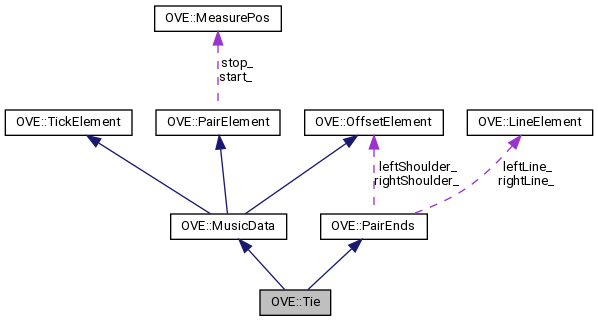 OVE::MeasurePos
stop_
start_
OVE::TickElement
OVE::PairElement
OVE::OffsetElement
OVE::LineElement
leftShoulder_
rightShoulder_
leftLine_
rightLine_
OVE::MusicData
OVE::PairEnds
OVE::Tie